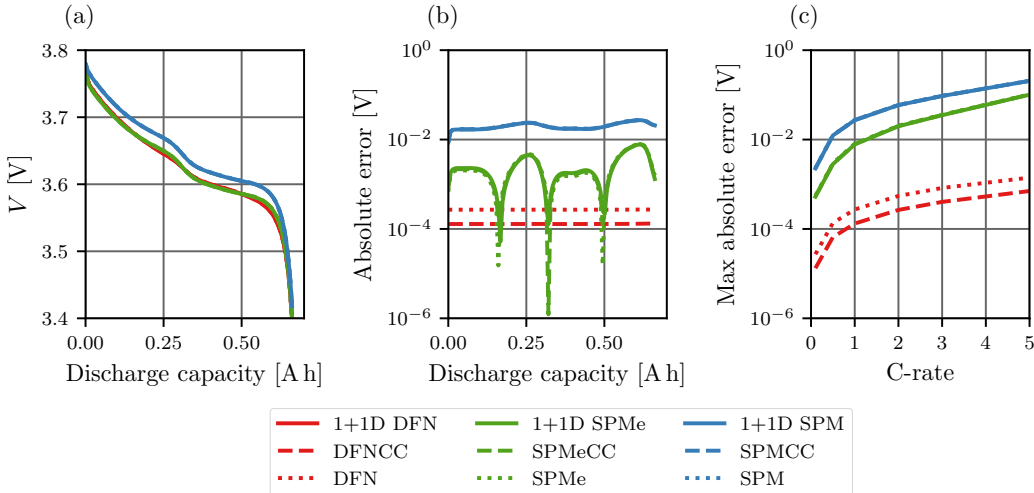 (a)
(b)
(c)
V [V]
3.8
3.7
3.6
3.5
3.4
0.00 0.25 0.50
Discharge capacity [A h]
Absolute error [V]
10^0
10^−2
10^−4
10^−6
0.00 0.25 0.50
Discharge capacity [A h]
Max absolute error [V]
10^0
10^−2
10^−4
10^−6
0 1 2 3 4 5
C-rate
1+1D DFN 1+1D SPMe 1+1D SPM
DFNCC SPMeCC SPMCC
DFN SPMe SPM